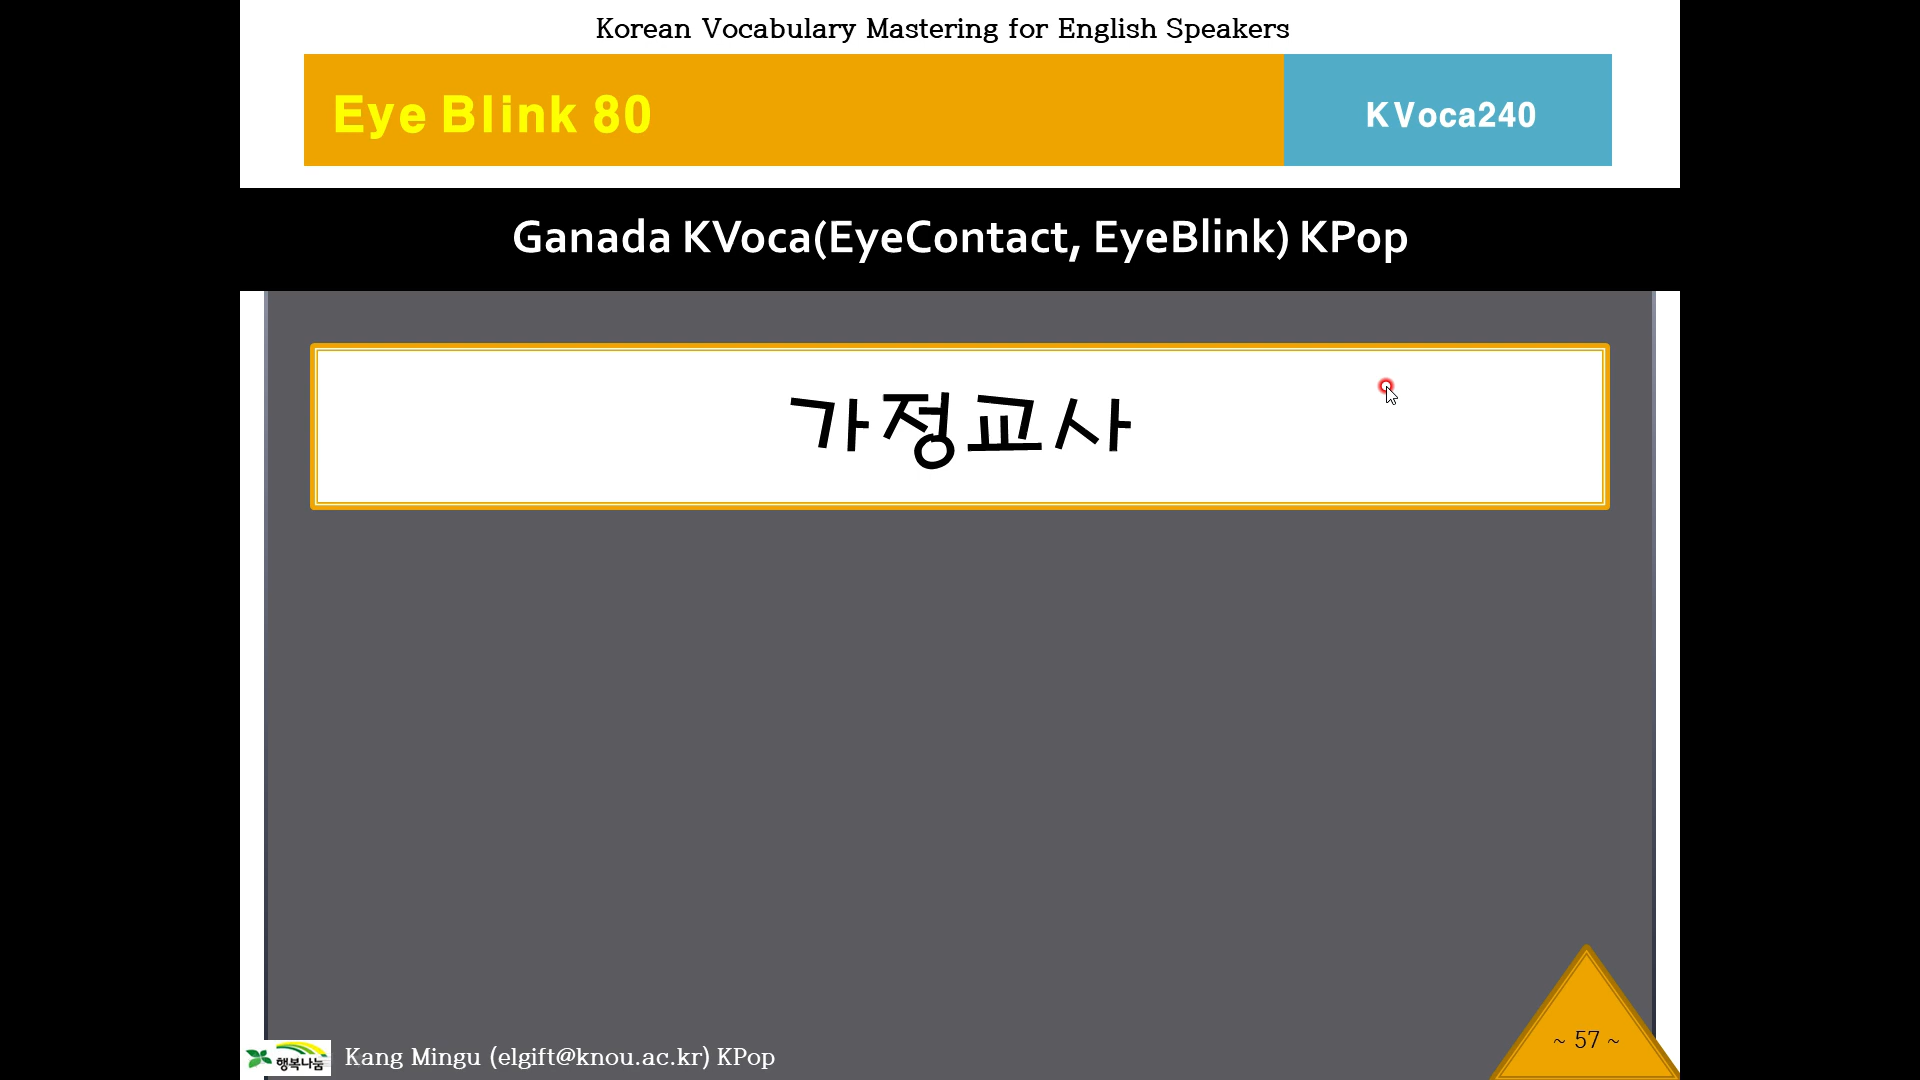 Korean Vocabulary Mastering for English Speakers
Eye Blink 80
KVoca240
Ganada KVoca(EyeContact, EyeBlink) KPop
가정교사
~ 57 ~
행복나눔
Kang Mingu (elgift@knou.ac.kr) KPop